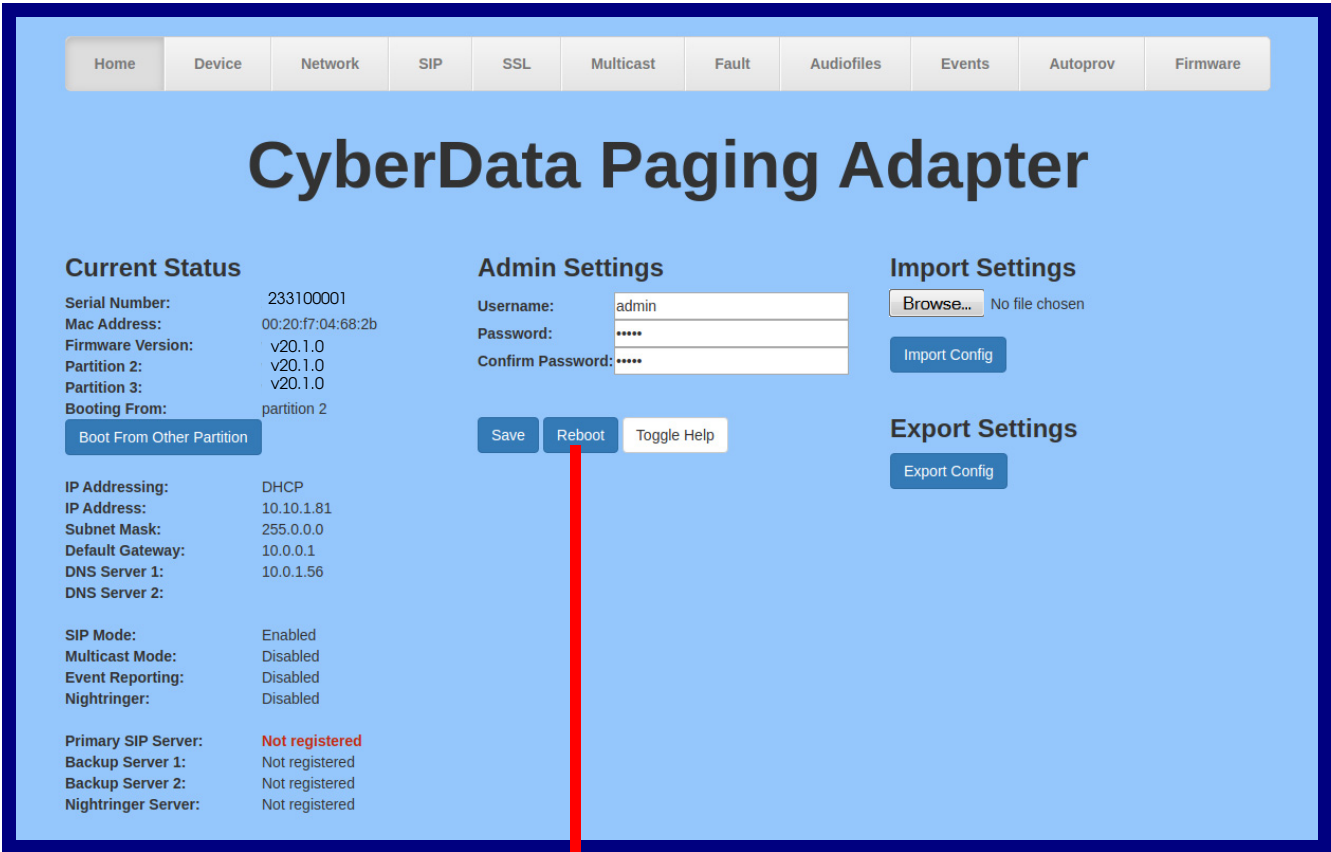 Home Device Network SIP SSL Multicast Fault Audiofiles Events Autoprov Firmware
CyberData Paging Adapter
Current Status
Serial Number: 233100001
Mac Address: 00:20:f7:04:68:2b
Firmware Version: v20.1.0
Partition 2: v20.1.0
Partition 3: v20.1.0
Booting From: partition 2
Boot From Other Partition
IP Addressing: DHCP
IP Address: 10.10.1.81
Subnet Mask: 255.0.0.0
Default Gateway: 10.0.0.1
DNS Server 1: 10.0.1.56
DNS Server 2:
SIP Mode: Enabled
Multicast Mode: Disabled
Event Reporting: Disabled
Nightringer: Disabled
Primary SIP Server: Not registered
Backup Server 1: Not registered
Backup Server 2: Not registered
Nightringer Server: Not registered
Admin Settings
Username: admin
Password: •••••
Confirm Password: •••••
Save Reboot Toggle Help
Import Settings
Browse... No file chosen
Import Config
Export Settings
Export Config